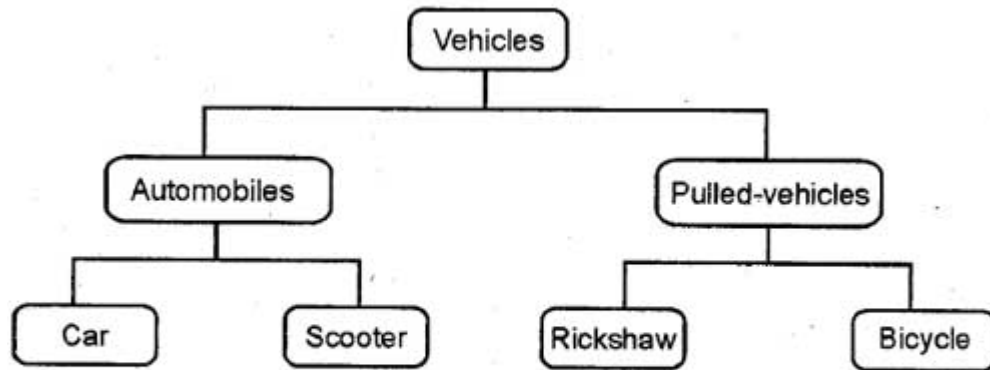 Vehicles
Automobiles
Pulled-vehicles
Car
Scooter
Rickshaw
Bicycle